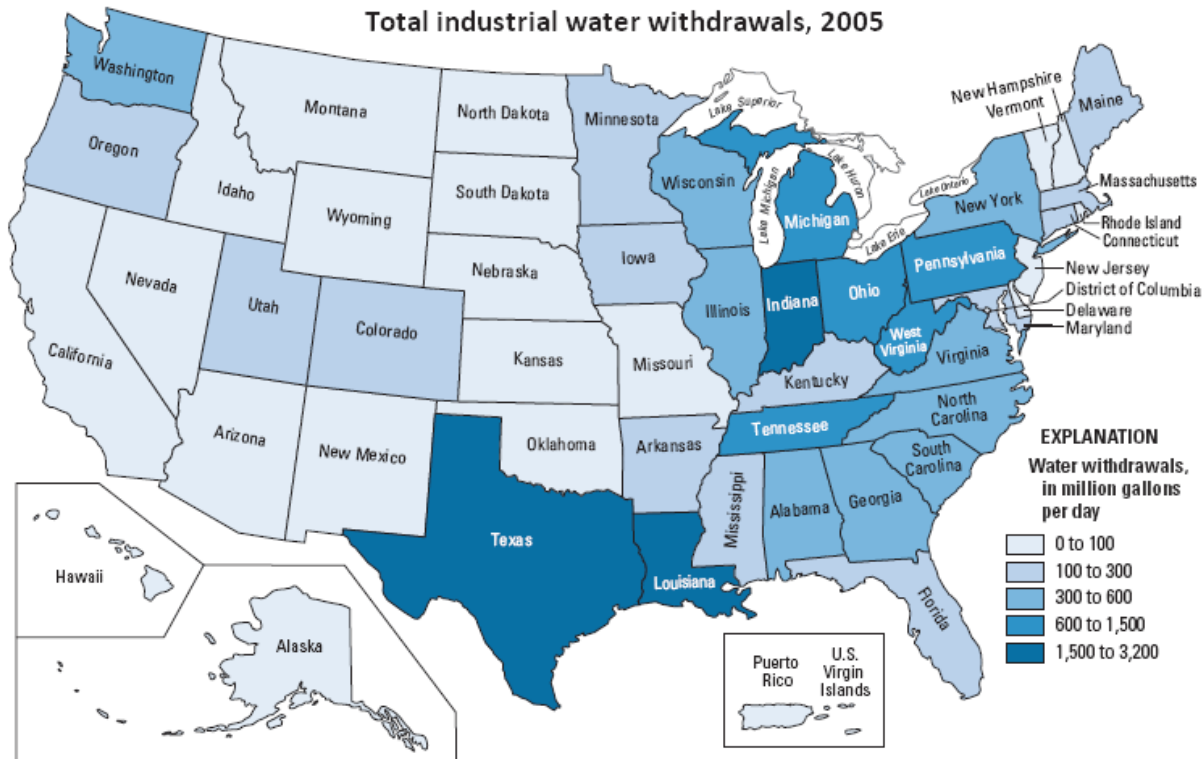 Total industrial water withdrawals, 2005
Washington
Oregon
Idaho
Montana
North Dakota
South Dakota
Wyoming
Nebraska
Nevada
Utah
Colorado
Kansas
California
Arizona
New Mexico
Oklahoma
Texas
Minnesota
Iowa
Missouri
Arkansas
Louisiana
Wisconsin
Illinois
Michigan
Indiana
Ohio
Kentucky
Tennessee
Mississippi
Alabama
Georgia
Florida
South
Carolina
North
Carolina
Virginia
West
Virginia
Pennsylvania
New York
Lake Superior
Lake Michigan
Lake Huron
Lake Erie
Lake Ontario
New Hampshire
Vermont
Maine
Massachusetts
Rhode Island
Connecticut
New Jersey
District of Columbia
Delaware
Maryland
Hawaii
Alaska
Puerto
Rico
U.S.
Virgin
Islands
EXPLANATION
Water withdrawals,
in million gallons
per day
0 to 100
100 to 300
300 to 600
600 to 1,500
1,500 to 3,200